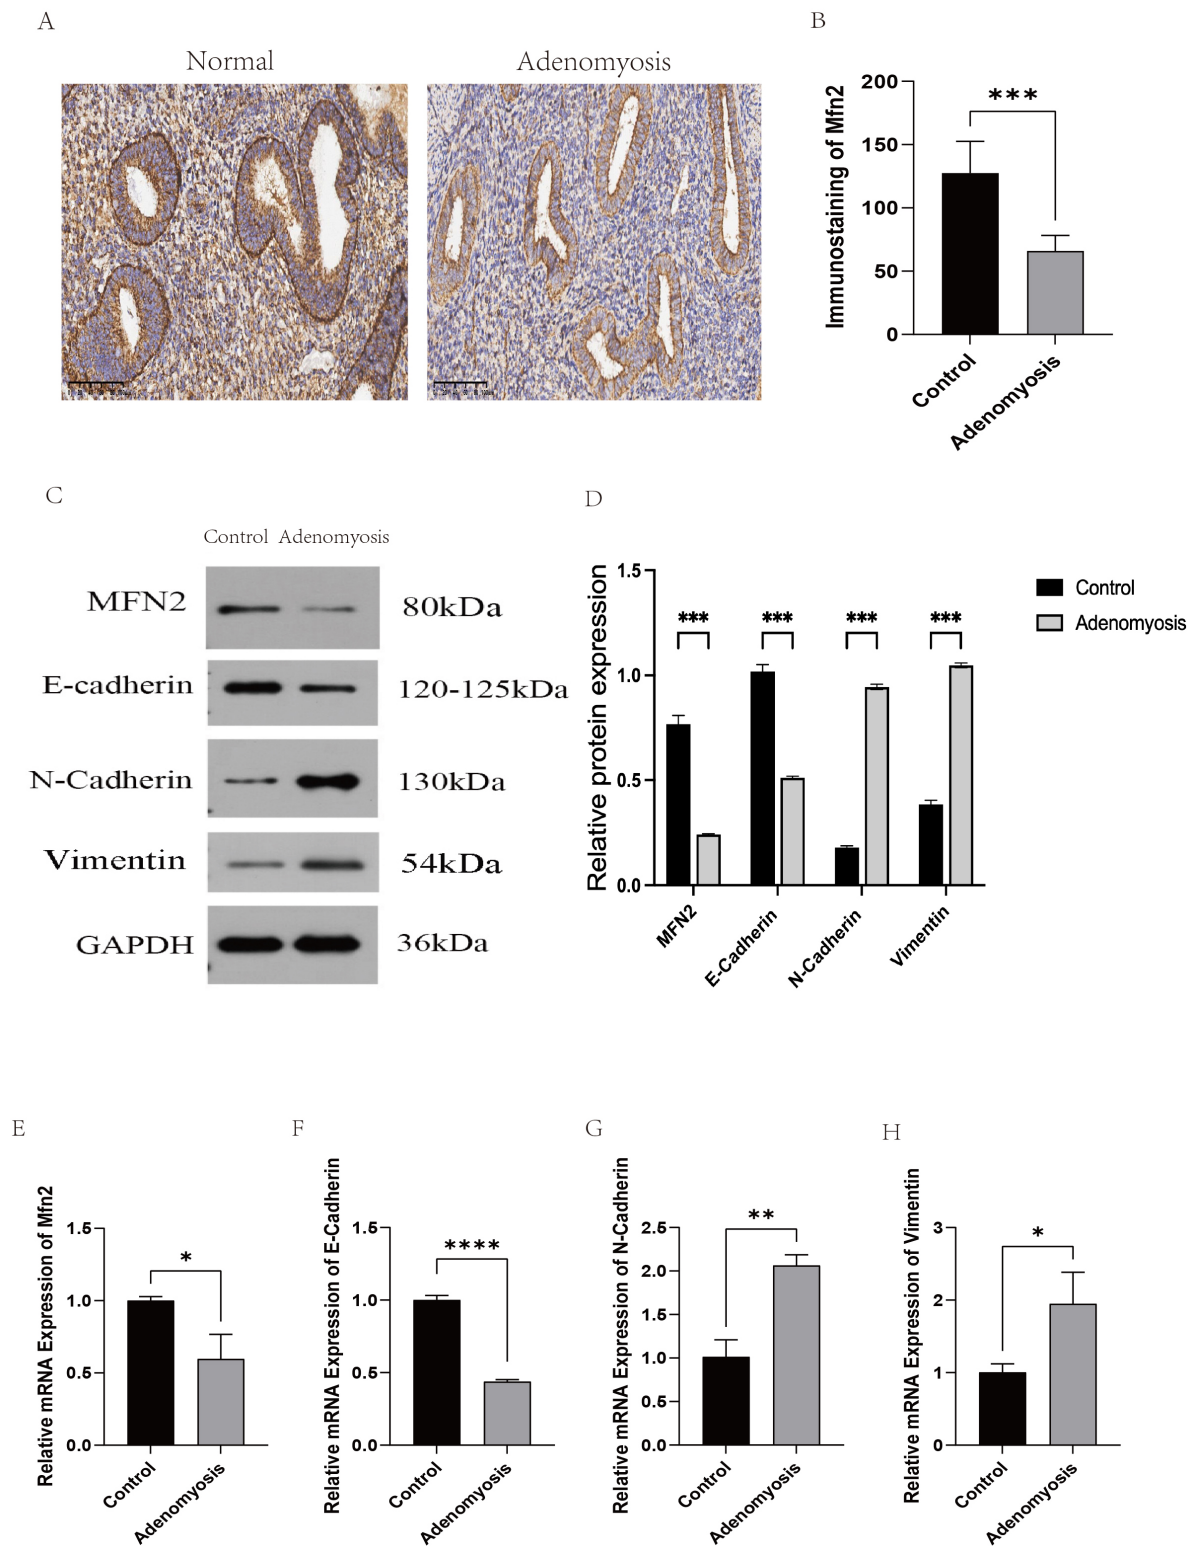 A
B
Normal
Adenomyosis
200
150
100
50
0
Immunostaining of Mfn2
***
Control
Adenomyosis
C
D
Control Adenomyosis
MFN2
80kDa
E-cadherin
120-125kDa
N-Cadherin
130kDa
Vimentin
54kDa
GAPDH
36kDa
1.5
1.0
0.5
0.0
Relative protein expression
***
***
***
***
MFN2
E-Cadherin
N-Cadherin
Vimentin
Control
Adenomyosis
E
Relative mRNA Expression of Mfn2
1.5
1.0
0.5
0.0
*
Control
Adenomyosis
F
Relative mRNA Expression of E-Cadherin
1.5
1.0
0.5
0.0
****
Control
Adenomyosis
G
Relative mRNA Expression of N-Cadherin
2.5
2.0
1.5
1.0
0.5
0.0
**
Control
Adenomyosis
H
Relative mRNA Expression of Vimentin
3
2
1
0
*
Control
Adenomyosis